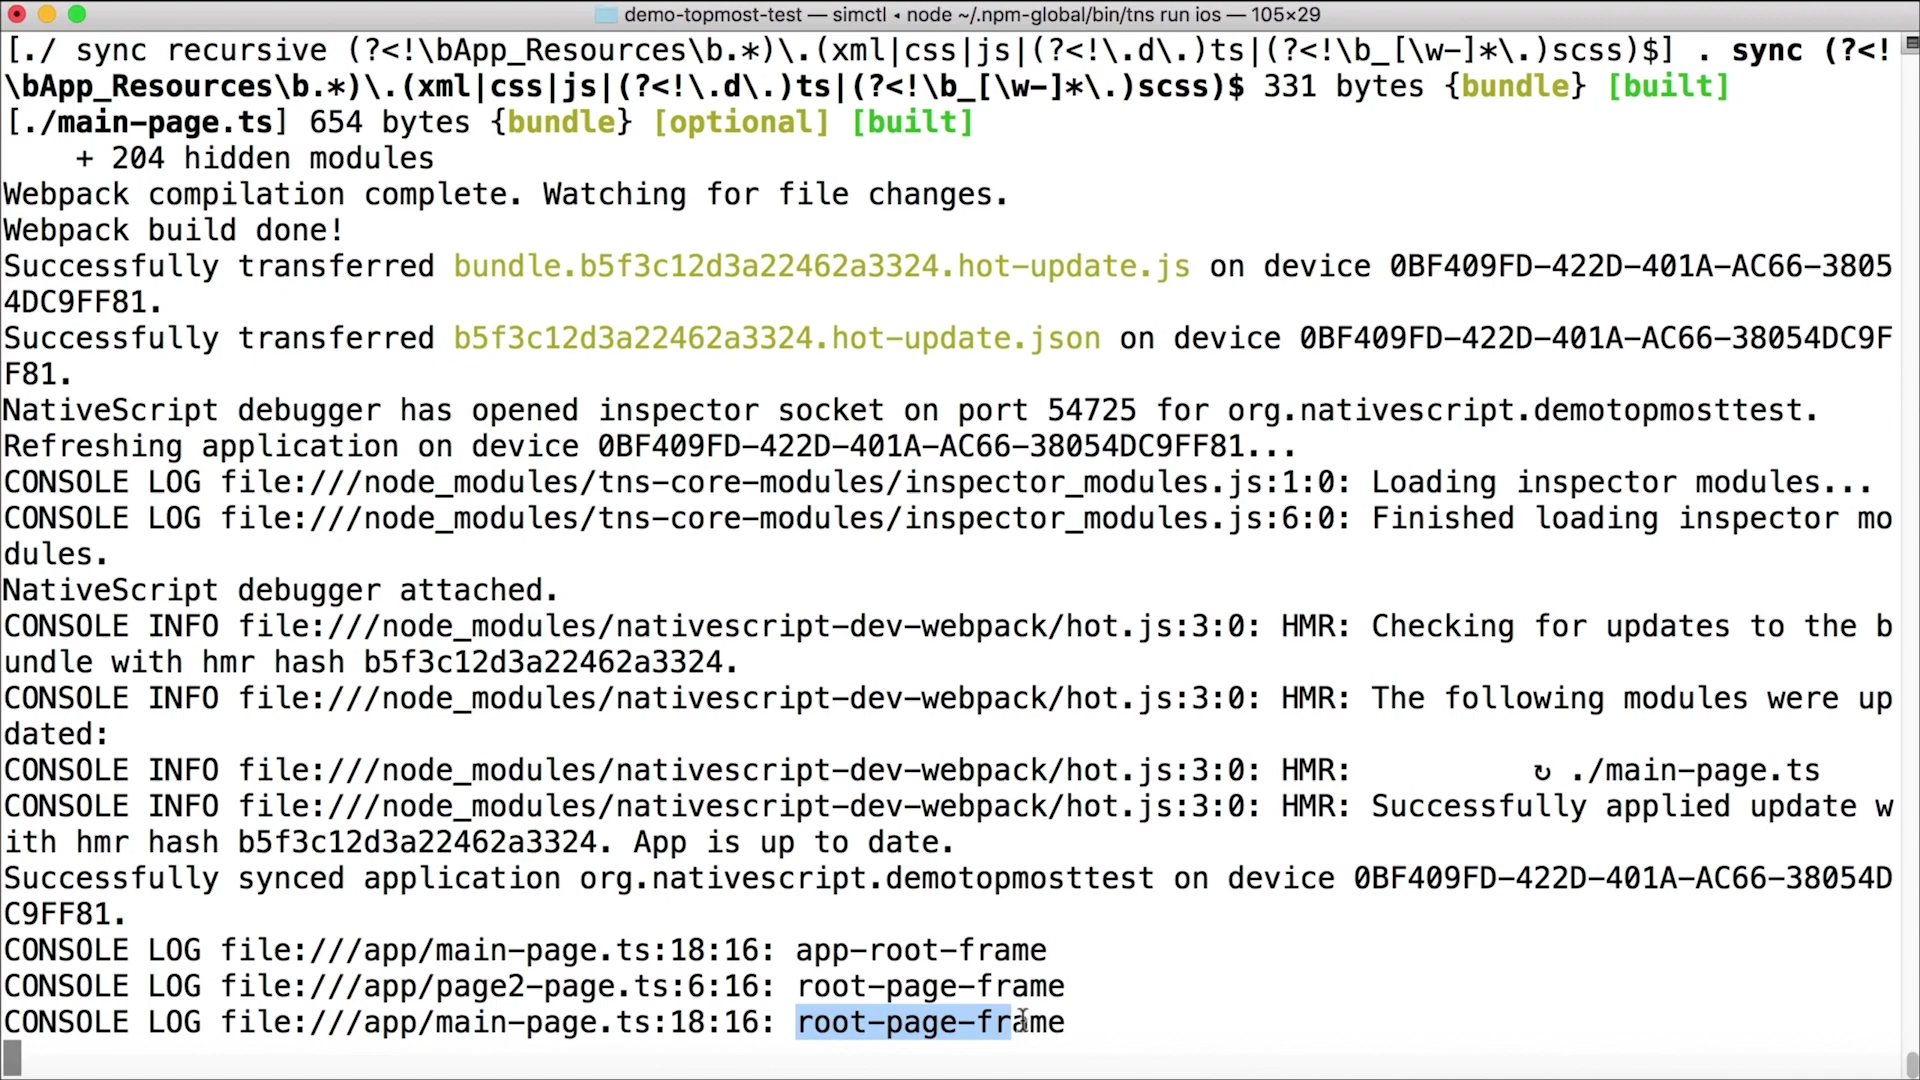 demo-topmost-test — simctl ◂ node ~/.npm-global/bin/tns run ios — 105×29
[./ sync recursive (?<!\bApp_Resources\b.*)\.(xml|css|js|(?<!\.d\.)ts|(?<!\b_[\w-]*\.)scss)$] . sync (?<!
\bApp_Resources\b.*)\.(xml|css|js|(?<!\.d\.)ts|(?<!\b_[\w-]*\.)scss)$ 331 bytes {bundle} [built]
[./main-page.ts] 654 bytes {bundle} [optional] [built]
    + 204 hidden modules
Webpack compilation complete. Watching for file changes.
Webpack build done!
Successfully transferred bundle.b5f3c12d3a22462a3324.hot-update.js on device 0BF409FD-422D-401A-AC66-3805
4DC9FF81.
Successfully transferred b5f3c12d3a22462a3324.hot-update.json on device 0BF409FD-422D-401A-AC66-38054DC9F
F81.
NativeScript debugger has opened inspector socket on port 54725 for org.nativescript.demotopmosttest.
Refreshing application on device 0BF409FD-422D-401A-AC66-38054DC9FF81...
CONSOLE LOG file:///node_modules/tns-core-modules/inspector_modules.js:1:0: Loading inspector modules...
CONSOLE LOG file:///node_modules/tns-core-modules/inspector_modules.js:6:0: Finished loading inspector mo
dules.
NativeScript debugger attached.
CONSOLE INFO file:///node_modules/nativescript-dev-webpack/hot.js:3:0: HMR: Checking for updates to the b
undle with hmr hash b5f3c12d3a22462a3324.
CONSOLE INFO file:///node_modules/nativescript-dev-webpack/hot.js:3:0: HMR: The following modules were up
dated:
CONSOLE INFO file:///node_modules/nativescript-dev-webpack/hot.js:3:0: HMR:          ↻ ./main-page.ts
CONSOLE INFO file:///node_modules/nativescript-dev-webpack/hot.js:3:0: HMR: Successfully applied update w
ith hmr hash b5f3c12d3a22462a3324. App is up to date.
Successfully synced application org.nativescript.demotopmosttest on device 0BF409FD-422D-401A-AC66-38054D
C9FF81.
CONSOLE LOG file:///app/main-page.ts:18:16: app-root-frame
CONSOLE LOG file:///app/page2-page.ts:6:16: root-page-frame
CONSOLE LOG file:///app/main-page.ts:18:16: root-page-frame